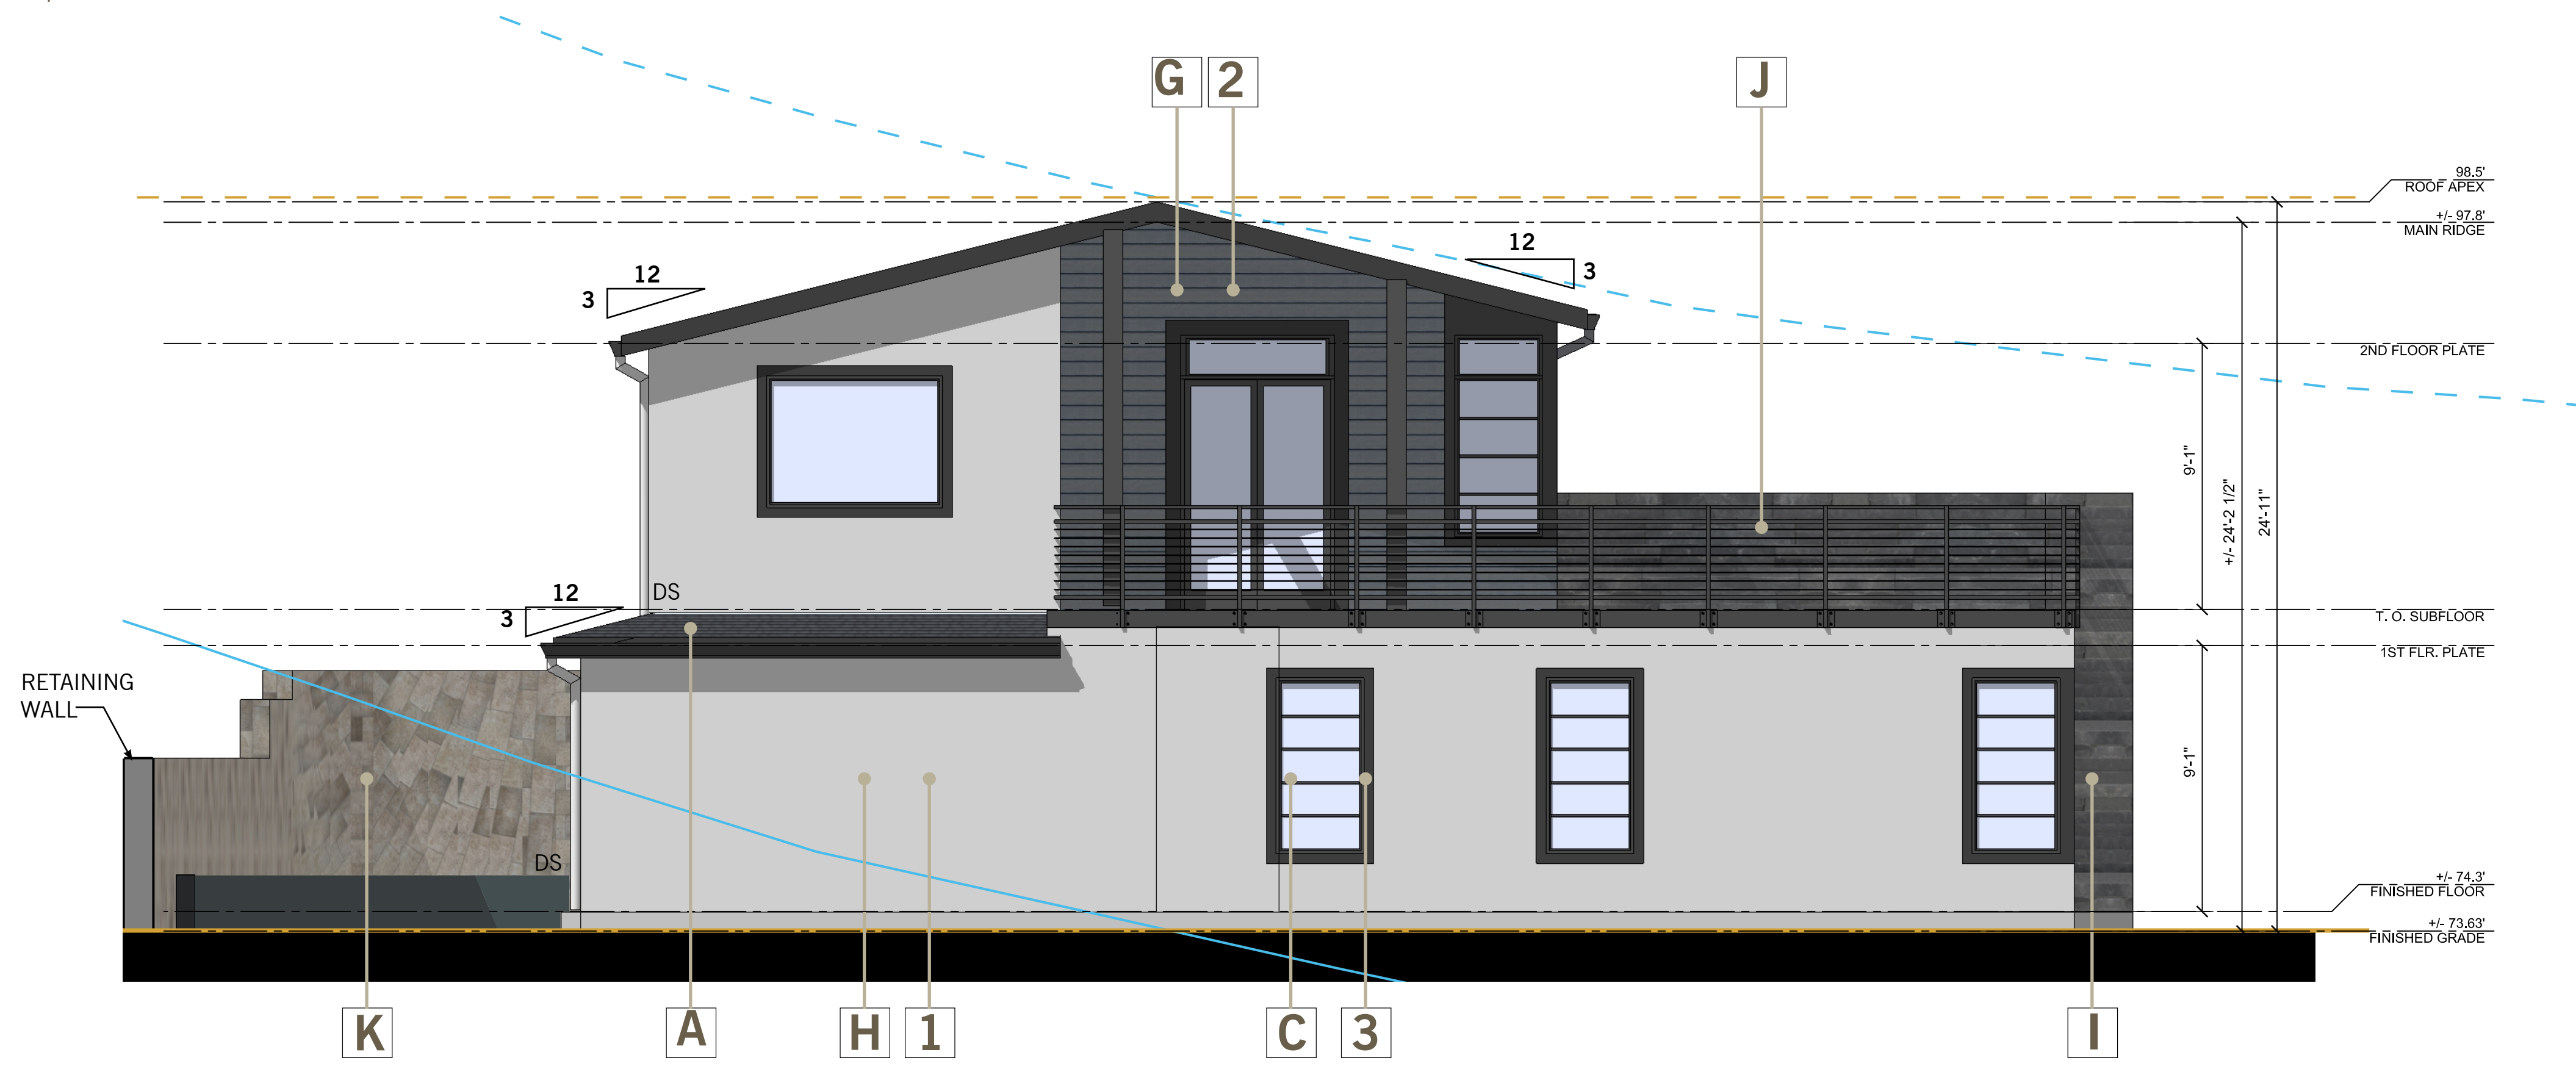 G 2 J
98.5'
ROOF APEX
+/- 97.8'
MAIN RIDGE
12
3
12
3
2ND FLOOR PLATE
9'-1"
+/- 24'-2 1/2"
24'-11"
12
3
DS
T. O. SUBFLOOR
1ST FLR. PLATE
RETAINING
WALL
9'-1"
DS
+/- 74.3'
FINISHED FLOOR
+/- 73.63'
FINISHED GRADE
K A H 1 C 3 I